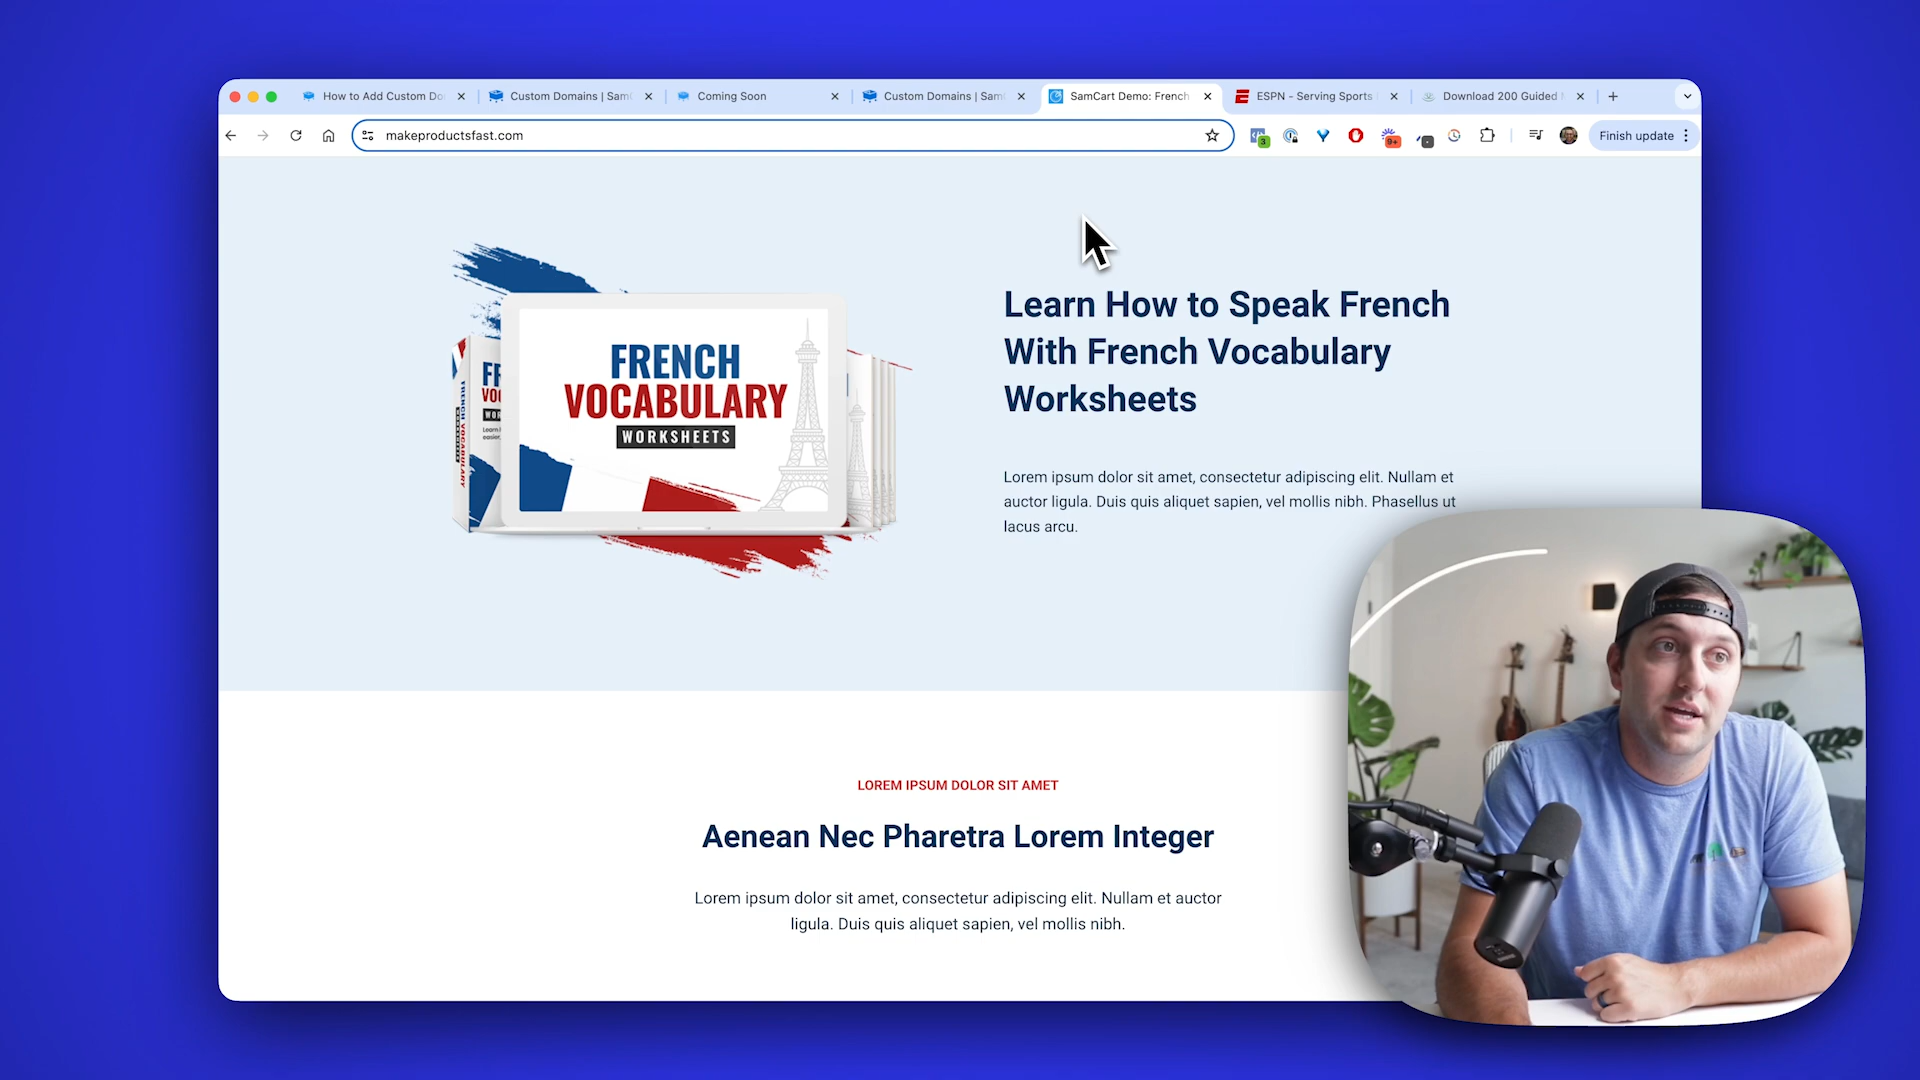 How to Add Custom Do
Custom Domains | Sam
Coming Soon
Custom Domains | Sam
SamCart Demo: French
ESPN - Serving Sports
Download 200 Guided
makeproductsfast.com
3
9+
Finish update
FRENCH
VOCABULARY
WORKSHEETS
FRENCH VOCABULARY
Learn How to Speak French
With French Vocabulary
Worksheets
Lorem ipsum dolor sit amet, consectetur adipiscing elit. Nullam et
auctor ligula. Duis quis aliquet sapien, vel mollis nibh. Phasellus ut
lacus arcu.
LOREM IPSUM DOLOR SIT AMET
Aenean Nec Pharetra Lorem Integer
Lorem ipsum dolor sit amet, consectetur adipiscing elit. Nullam et auctor
ligula. Duis quis aliquet sapien, vel mollis nibh.